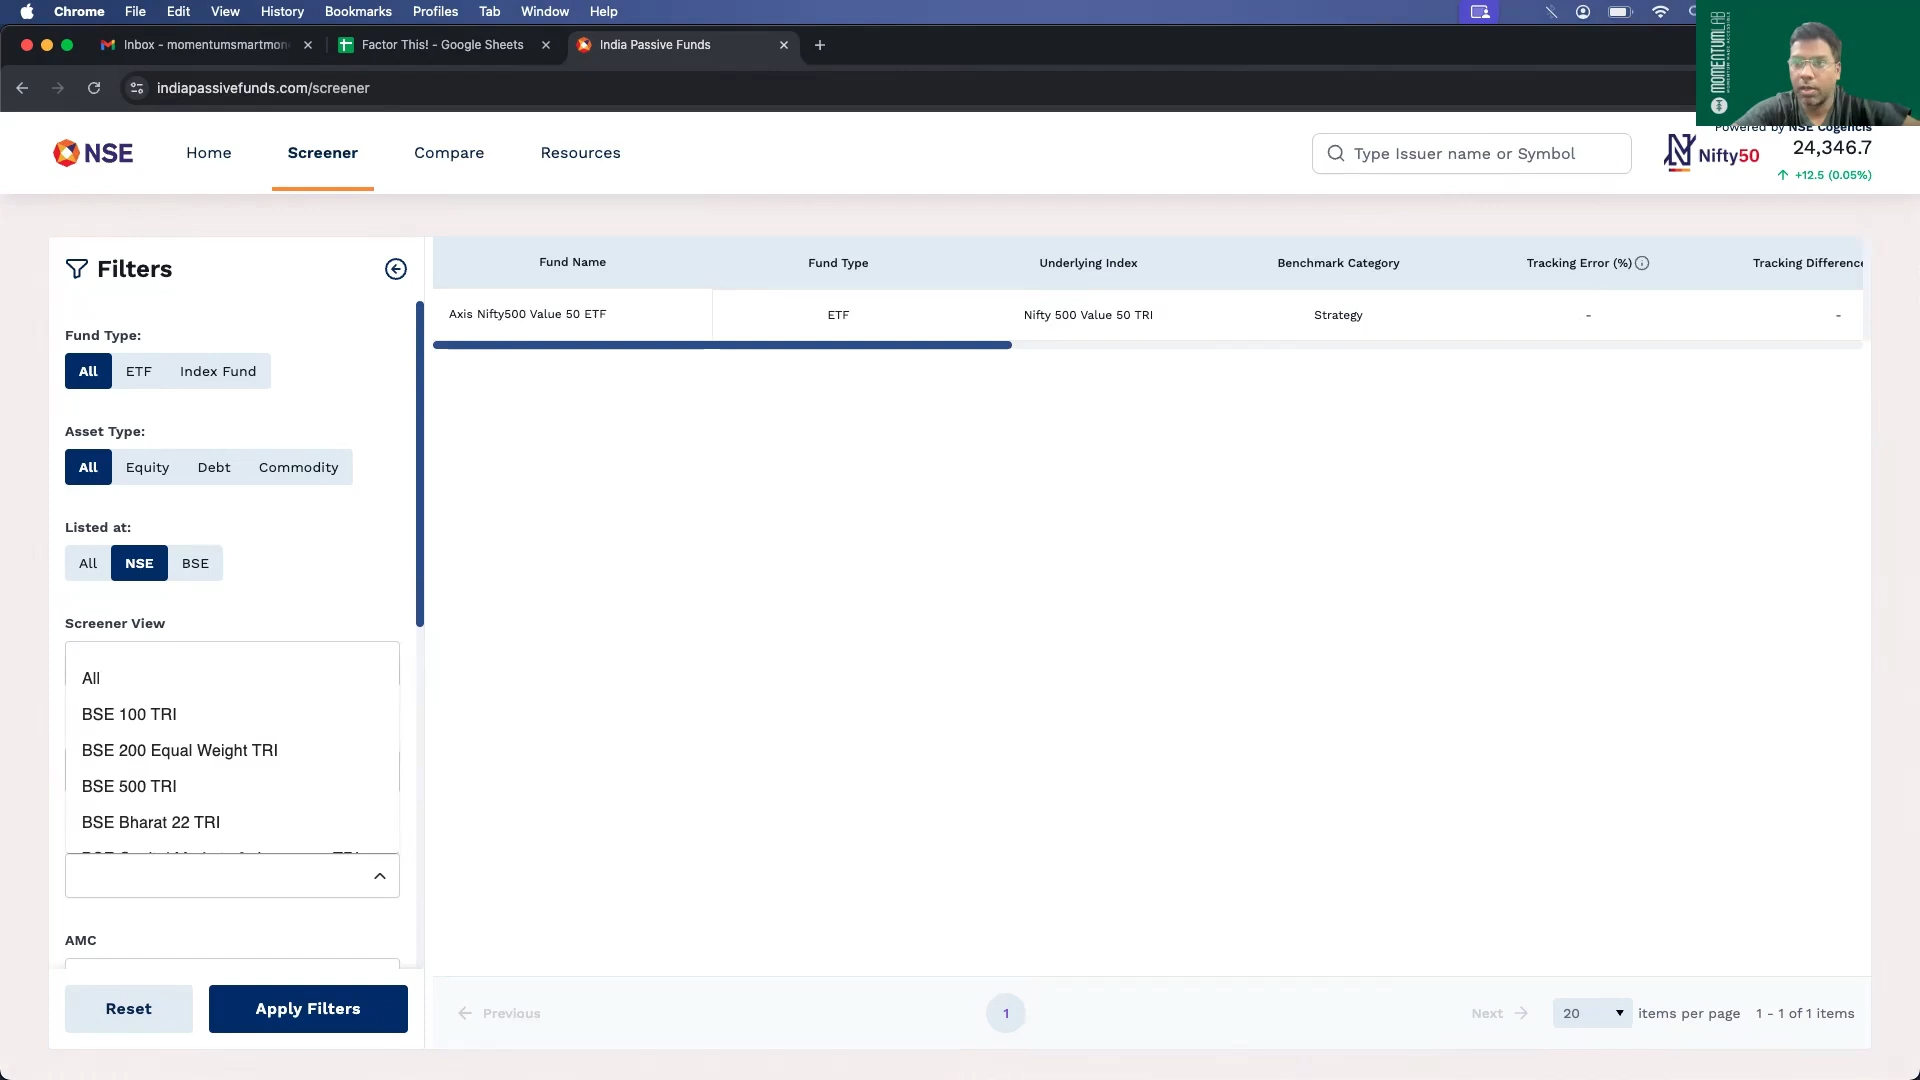 Chrome File Edit View History Bookmarks Profiles Tab Window Help
Inbox - momentumsmartmon
Factor This! - Google Sheets
India Passive Funds
indiapassivefunds.com/screener
MOMENTUMLAB
NSE
Home
Screener
Compare
Resources
Type Issuer name or Symbol
Powered by NSE Cogencis
Nifty50
24,346.7
+12.5 (0.05%)
Filters
Fund Type:
All ETF Index Fund
Asset Type:
All Equity Debt Commodity
Listed at:
All NSE BSE
Screener View
All
BSE 100 TRI
BSE 200 Equal Weight TRI
BSE 500 TRI
BSE Bharat 22 TRI
AMC
Reset
Apply Filters
Fund Name Fund Type Underlying Index Benchmark Category Tracking Error (%) Tracking Difference
Axis Nifty500 Value 50 ETF ETF Nifty 500 Value 50 TRI Strategy - -
Previous 1 Next 20 items per page 1 - 1 of 1 items